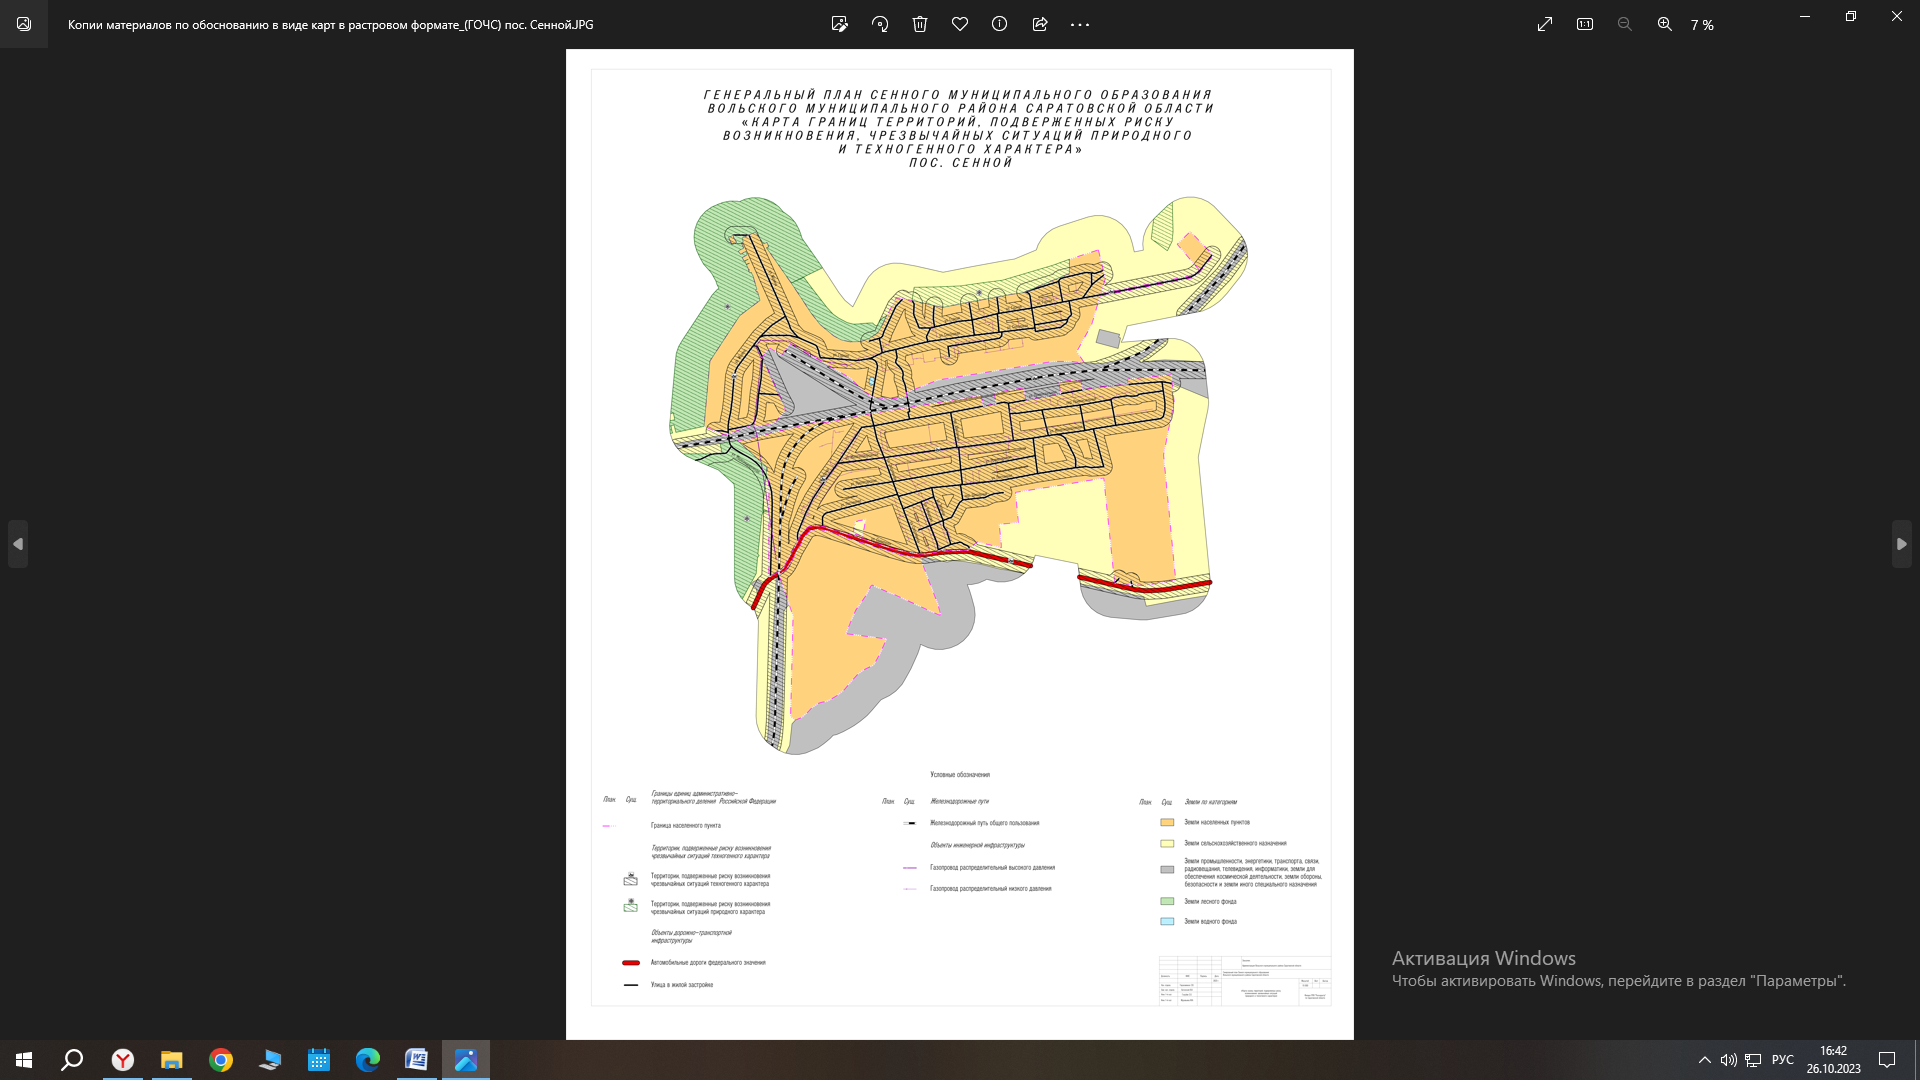 Копии материалов по обоснованию в виде карт в растровом формате_(ГОЧС) пос. Сенной.JPG
7 %
ГЕНЕРАЛЬНЫЙ ПЛАН СЕННОГО МУНИЦИПАЛЬНОГО ОБРАЗОВАНИЯ
ВОЛЬСКОГО МУНИЦИПАЛЬНОГО РАЙОНА САРАТОВСКОЙ ОБЛАСТИ
«КАРТА ГРАНИЦ ТЕРРИТОРИЙ, ПОДВЕРЖЕННЫХ РИСКУ
ВОЗНИКНОВЕНИЯ, ЧРЕЗВЫЧАЙНЫХ СИТУАЦИЙ ПРИРОДНОГО
И ТЕХНОГЕННОГО ХАРАКТЕРА»
ПОС. СЕННОЙ
Условные обозначения
План. Сущ.
Границы единиц административно-
территориального деления Российской Федерации
Граница населенного пункта
Территории, подверженные риску возникновения
чрезвычайных ситуаций техногенного характера
Территории, подверженные риску возникновения
чрезвычайных ситуаций техногенного характера
Территории, подверженные риску возникновения
чрезвычайных ситуаций природного характера
Объекты дорожно-транспортной
инфраструктуры
Автомобильные дороги федерального значения
Улица в жилой застройке
План. Сущ. Железнодорожные пути
Железнодорожный путь общего пользования
Объекты инженерной инфраструктуры
Газопровод распределительный высокого давления
Газопровод распределительный низкого давления
План. Сущ. Земли по категориям
Земли населенных пунктов
Земли сельскохозяйственного назначения
Земли промышленности, энергетики, транспорта, связи,
радиовещания, телевидения, информатики, земли для
обеспечения космической деятельности, земли обороны,
безопасности и земли иного специального назначения
Земли лесного фонда
Земли водного фонда
Активация Windows
Чтобы активировать Windows, перейдите в раздел "Параметры".
РУС
16:42
26.10.2023